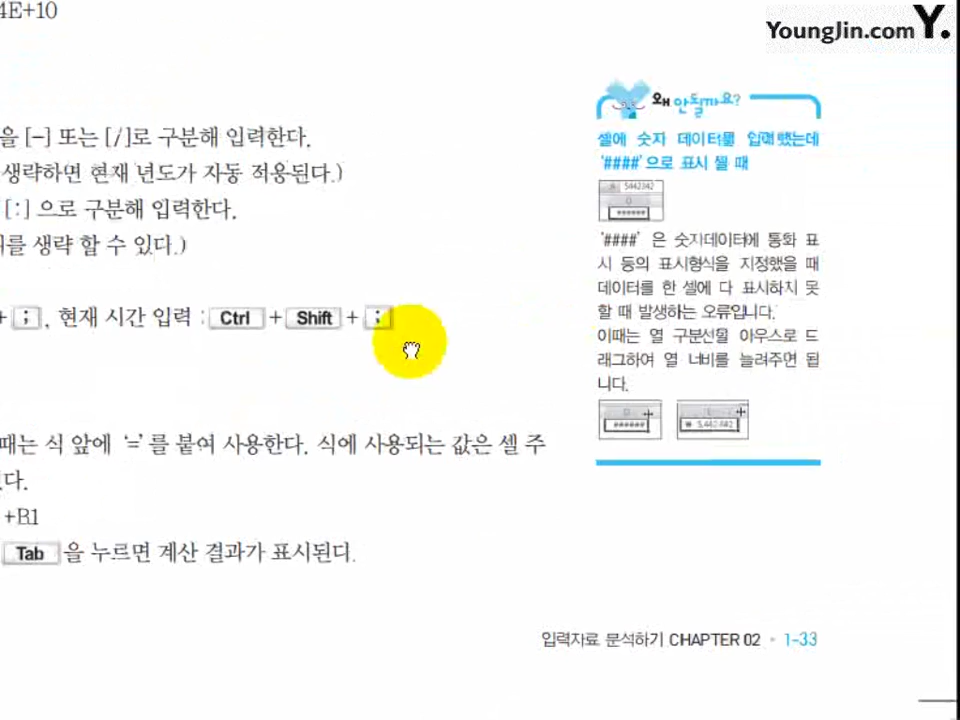 4E+10
YoungJin.com Y.
을 [-] 또는 [/]로 구분해 입력한다.
생략하면 현재 년도가 자동 적용된다.)
[:] 으로 구분해 입력한다.
를 생략 할 수 있다.)
+ ; , 현재 시간 입력 : Ctrl + Shift + ;
때는 식 앞에 '='를 붙여 사용한다. 식에 사용되는 값은 셀 주
다.
+B1
Tab 을 누르면 계산 결과가 표시된다.
왜 안될까요?
셀에 숫자 데이터를 입력했는데
'####'으로 표시 될 때
5442342
######
'####' 은 숫자데이터에 통화 표
시 등의 표시형식을 지정했을 때
데이터를 한 셀에 다 표시하지 못
할 때 발생하는 오류입니다.
이때는 열 구분선을 마우스로 드
래그하여 열 너비를 늘려주면 됩
니다.
######
입력자료 분석하기 CHAPTER 02 • 1-33